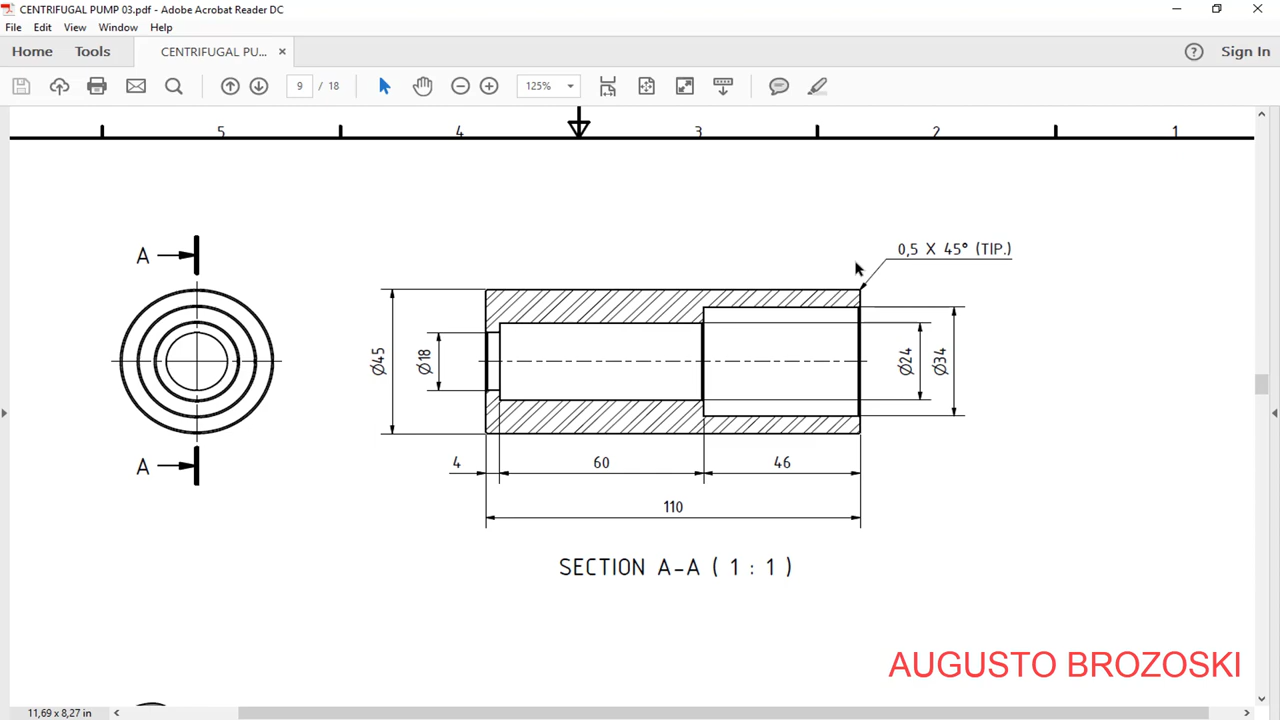 CENTRIFUGAL PUMP 03.pdf - Adobe Acrobat Reader DC
File Edit View Window Help
Home Tools CENTRIFUGAL PU... × ? Sign In
9 / 18 125%
5 4 3 2 1
A
0,5 X 45° (TIP.)
Ø45 Ø18 Ø24 Ø34
A
4 60 46
110
SECTION A-A ( 1 : 1 )
AUGUSTO BROZOSKI
11,69 x 8,27 in